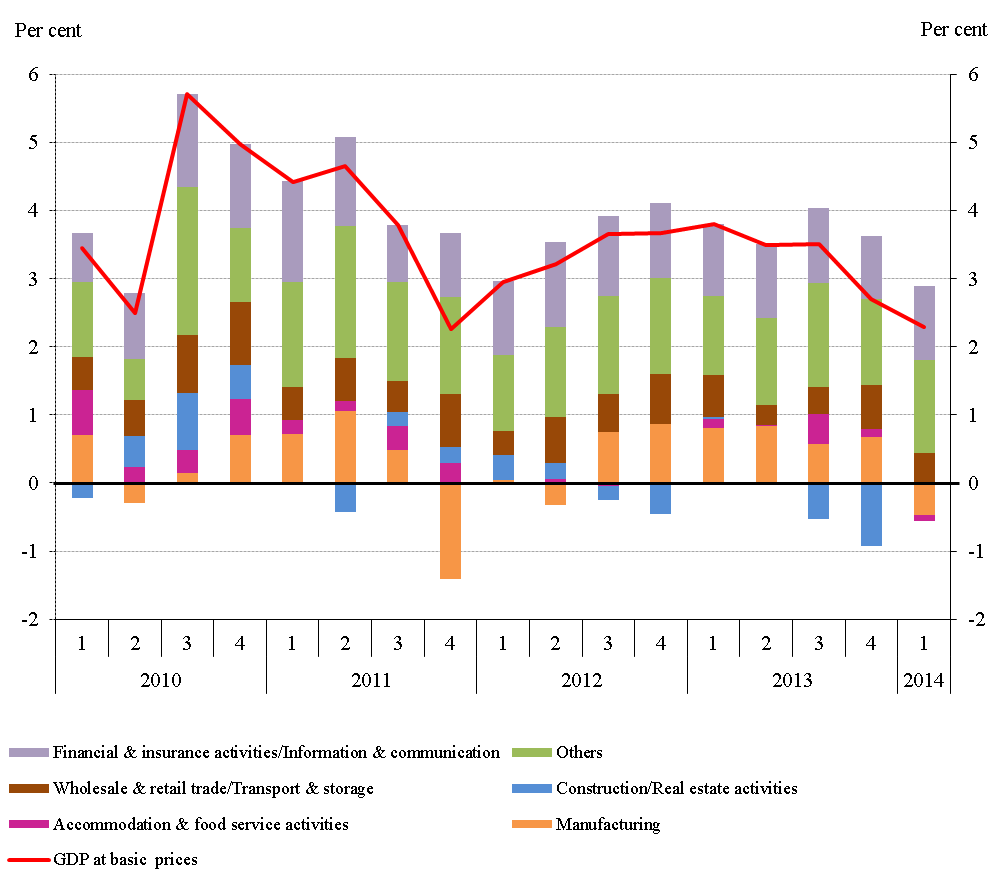 Per cent Per cent
6 6
5 5
4 4
3 3
2 2
1 1
0 0
-1 -1
-2 -2
1 2 3 4 1 2 3 4 1 2 3 4 1 2 3 4 1
2010 2011 2012 2013 2014
Financial & insurance activities/Information & communication Others
Wholesale & retail trade/Transport & storage Construction/Real estate activities
Accommodation & food service activities Manufacturing
GDP at basic prices